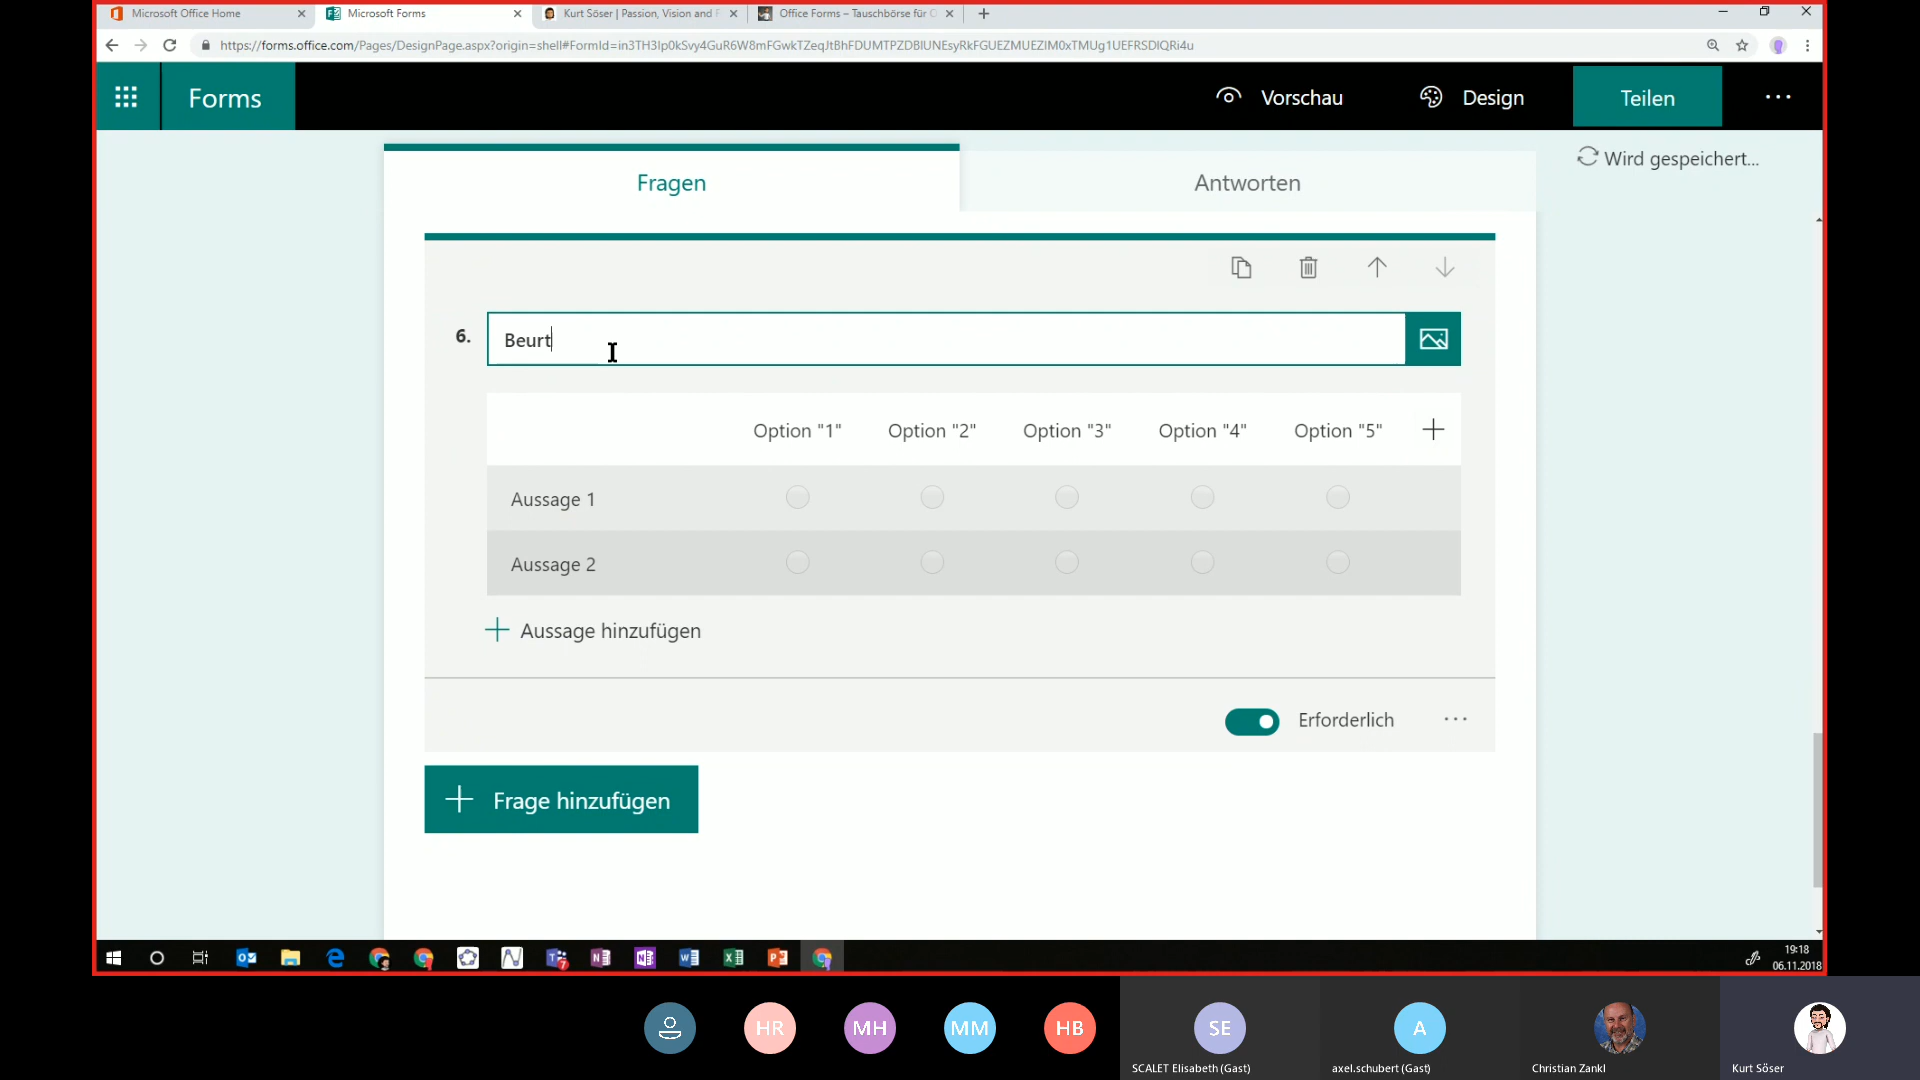 Microsoft Office Home
Microsoft Forms
Kurt Söser | Passion, Vision and F
Office Forms – Tauschbörse für O
https://forms.office.com/Pages/DesignPage.aspx?origin=shell#FormId=in3TH3Ip0kSvy4GuR6W8mFGwkTZeqJtBhFDUMTPZDBIUNEsyRkFGUEZMUEZIM0xTMUg1UEFRSDlQRi4u
Forms
Vorschau
Design
Teilen
Fragen
Antworten
Wird gespeichert...
6.
Beurt
Option "1"
Option "2"
Option "3"
Option "4"
Option "5"
Aussage 1
Aussage 2
Aussage hinzufügen
Erforderlich
Frage hinzufügen
19:18
06.11.2018
HR
MH
MM
HB
SE
A
SCALET Elisabeth (Gast)
axel.schubert (Gast)
Christian Zankl
Kurt Söser